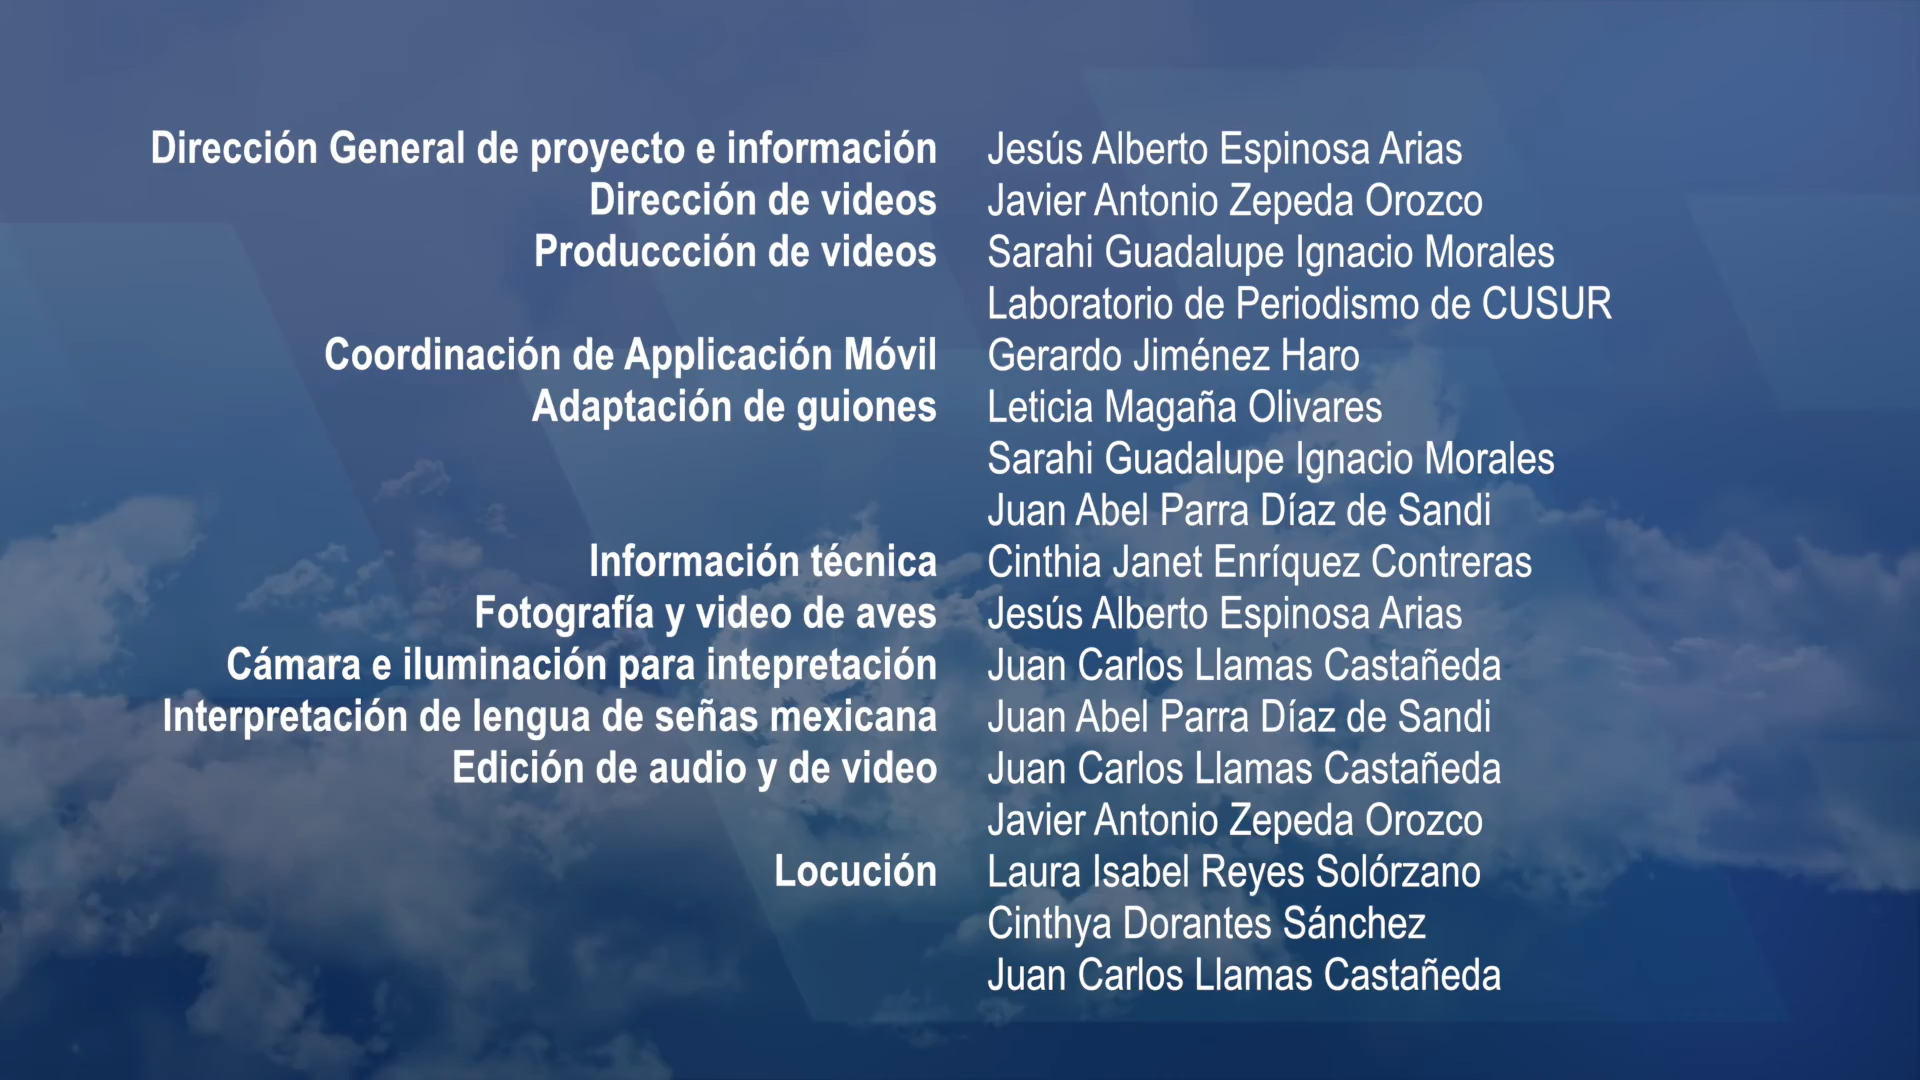 Dirección General de proyecto e información Jesús Alberto Espinosa Arias
Dirección de videos Javier Antonio Zepeda Orozco
Produccción de videos Sarahi Guadalupe Ignacio Morales
Laboratorio de Periodismo de CUSUR
Coordinación de Applicación Móvil Gerardo Jiménez Haro
Adaptación de guiones Leticia Magaña Olivares
Sarahi Guadalupe Ignacio Morales
Juan Abel Parra Díaz de Sandi
Información técnica Cinthia Janet Enríquez Contreras
Fotografía y video de aves Jesús Alberto Espinosa Arias
Cámara e iluminación para intepretación Juan Carlos Llamas Castañeda
Interpretación de lengua de señas mexicana Juan Abel Parra Díaz de Sandi
Edición de audio y de video Juan Carlos Llamas Castañeda
Javier Antonio Zepeda Orozco
Locución Laura Isabel Reyes Solórzano
Cinthya Dorantes Sánchez
Juan Carlos Llamas Castañeda